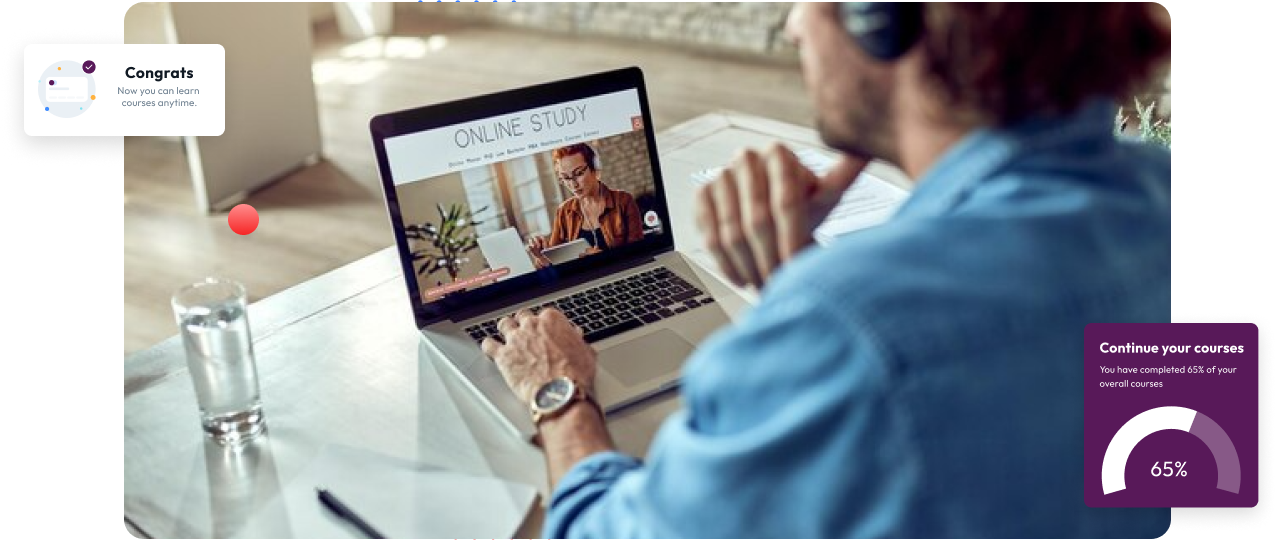 Congrats
Now you can learn
courses anytime.
ONLINE STUDY
Continue your courses
You have completed 65% of your
overall courses
65%